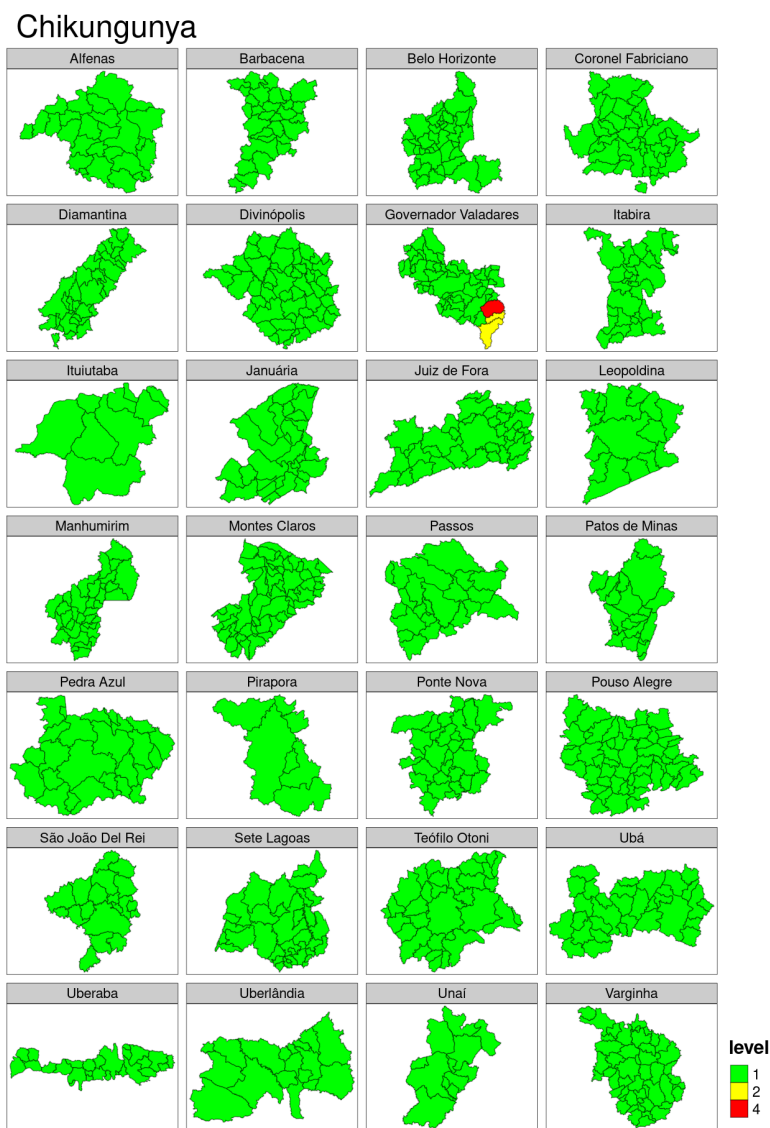 Chikungunya
Alfenas
Barbacena
Belo Horizonte
Coronel Fabriciano
Diamantina
Divinópolis
Governador Valadares
Itabira
Ituiutaba
Januária
Juiz de Fora
Leopoldina
Manhumirim
Montes Claros
Passos
Patos de Minas
Pedra Azul
Pirapora
Ponte Nova
Pouso Alegre
São João Del Rei
Sete Lagoas
Teófilo Otoni
Ubá
Uberaba
Uberlândia
Unaí
Varginha
level
1
2
4